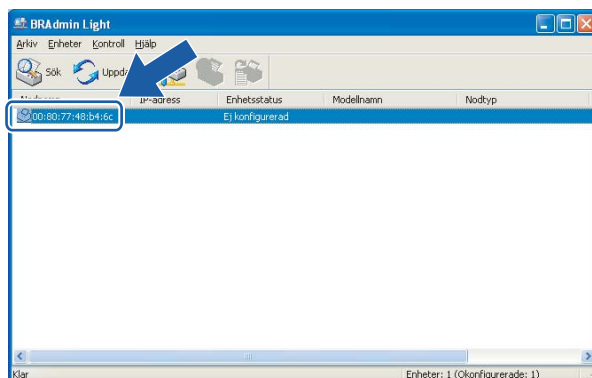 BRAdmin Light
Arkiv Enheter Kontroll Hjälp
Sök Uppda
IP-adress Enhetsstatus Modellnamn Nodtyp
00:80:77:48:b4:6c Ej konfigurerad
Klar Enheter: 1 (Okonfigurerade: 1)